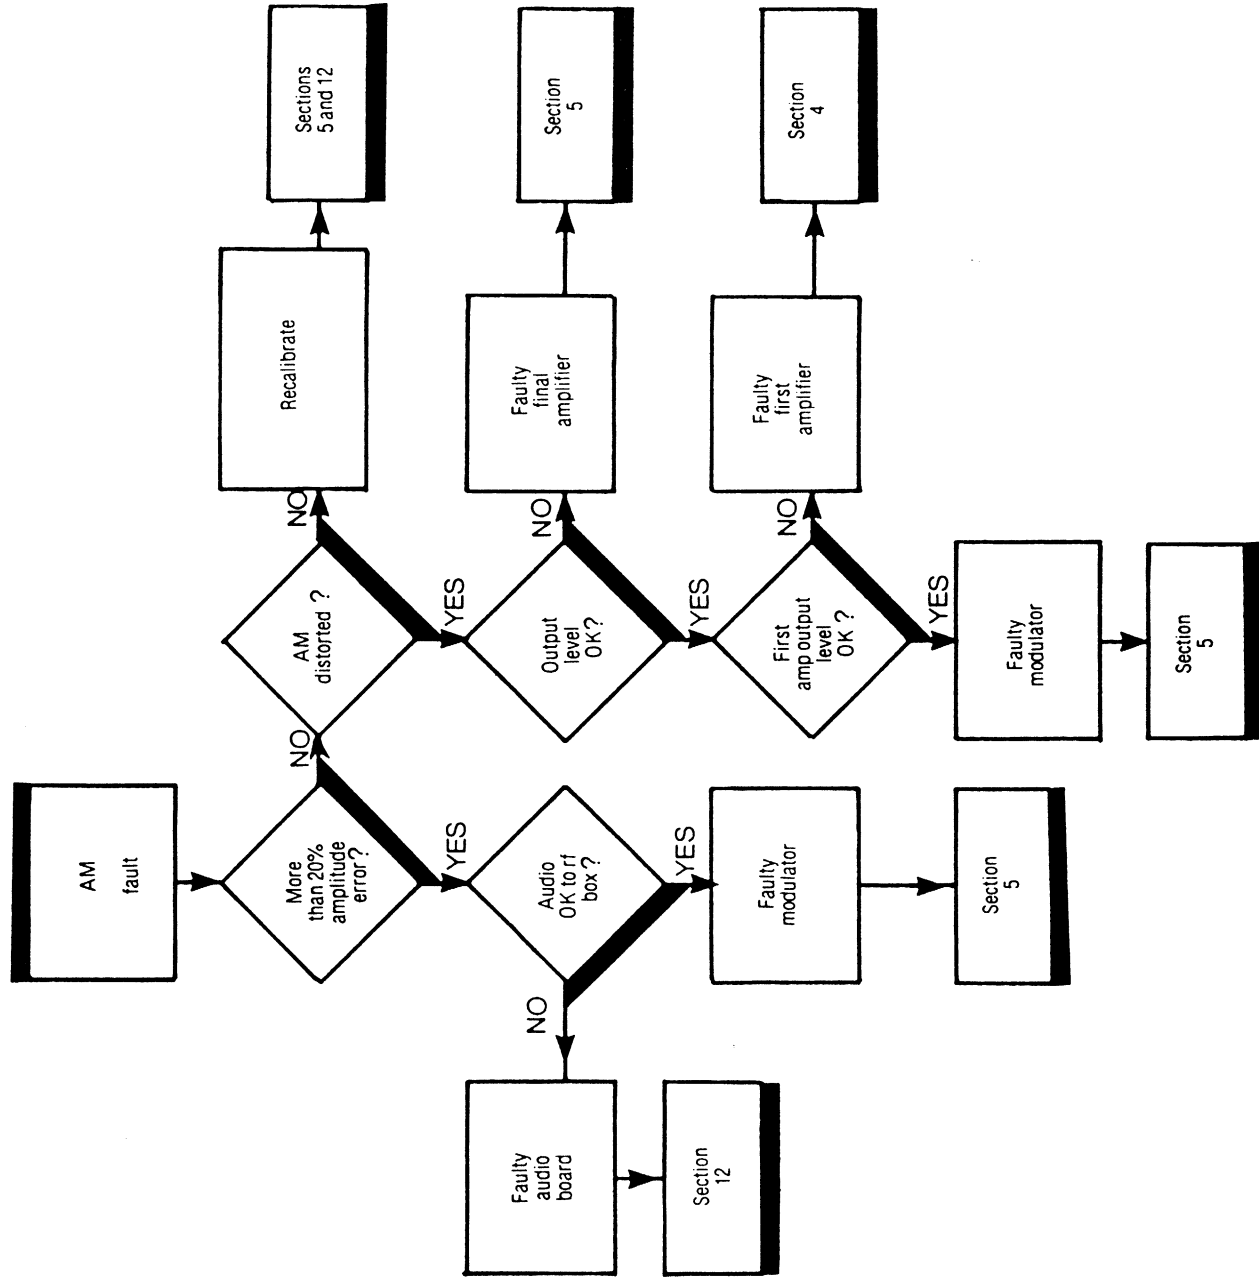 AM
fault
More
than 20%
amplitude
error?
NO
YES
AM
distorted ?
NO
YES
Recalibrate
Sections
5 and 12
Audio
OK to rf
box ?
NO
YES
Faulty
audio
board
Section
12
Faulty
modulator
Section
5
Output
level
OK?
NO
YES
Faulty
final
amplifier
Section
5
First
amp output
level
OK ?
NO
YES
Faulty
first
amplifier
Section
4
Faulty
modulator
Section
5